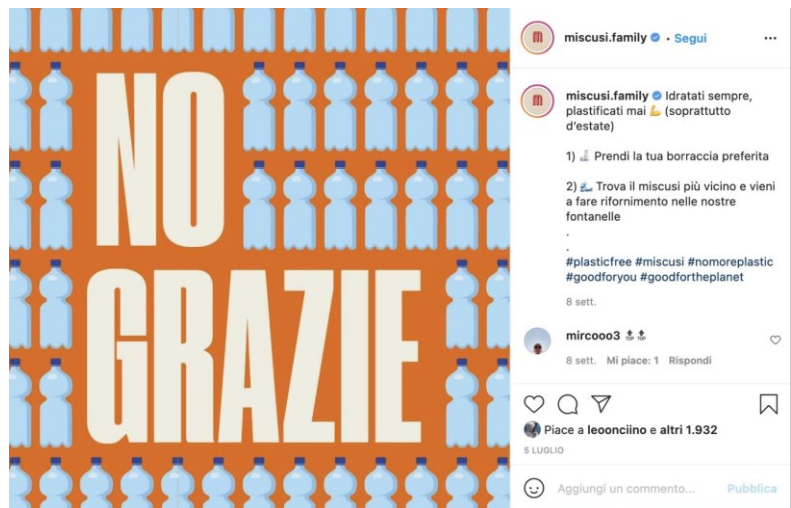 NO
GRAZIE
miscusi.family • Segui
miscusi.family Idratati sempre,
plastificati mai 💪 (soprattutto
d'estate)
1) Prendi la tua borraccia preferita
2) Trova il miscusi più vicino e vieni
a fare rifornimento nelle nostre
fontanelle
.
.
#plasticfree #miscusi #nomoreplastic
#goodforyou #goodfortheplanet
8 sett.
mircooo3 🔝🔝
8 sett. Mi piace: 1 Rispondi
Piace a leoonciino e altri 1.932
5 LUGLIO
Aggiungi un commento... Pubblica